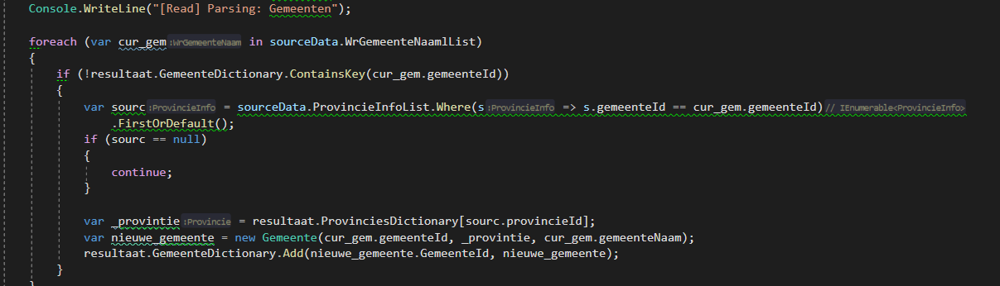 Console.WriteLine("[Read] Parsing: Gemeenten");
foreach (var cur_gem :WrGemeenteNaam in sourceData.WrGemeenteNaamlList)
{
if (!resultaat.GemeenteDictionary.ContainsKey(cur_gem.gemeenteId))
{
var sourc :ProvincieInfo = sourceData.ProvincieInfoList.Where(s :ProvincieInfo => s.gemeenteId == cur_gem.gemeenteId) // IEnumerable<ProvincieInfo>
.FirstOrDefault();
if (sourc == null)
{
continue;
}
var _provintie :Provincie = resultaat.ProvinciesDictionary[sourc.provincieId];
var nieuwe_gemeente = new Gemeente(cur_gem.gemeenteId, _provintie, cur_gem.gemeenteNaam);
resultaat.GemeenteDictionary.Add(nieuwe_gemeente.GemeenteId, nieuwe_gemeente);
}
}